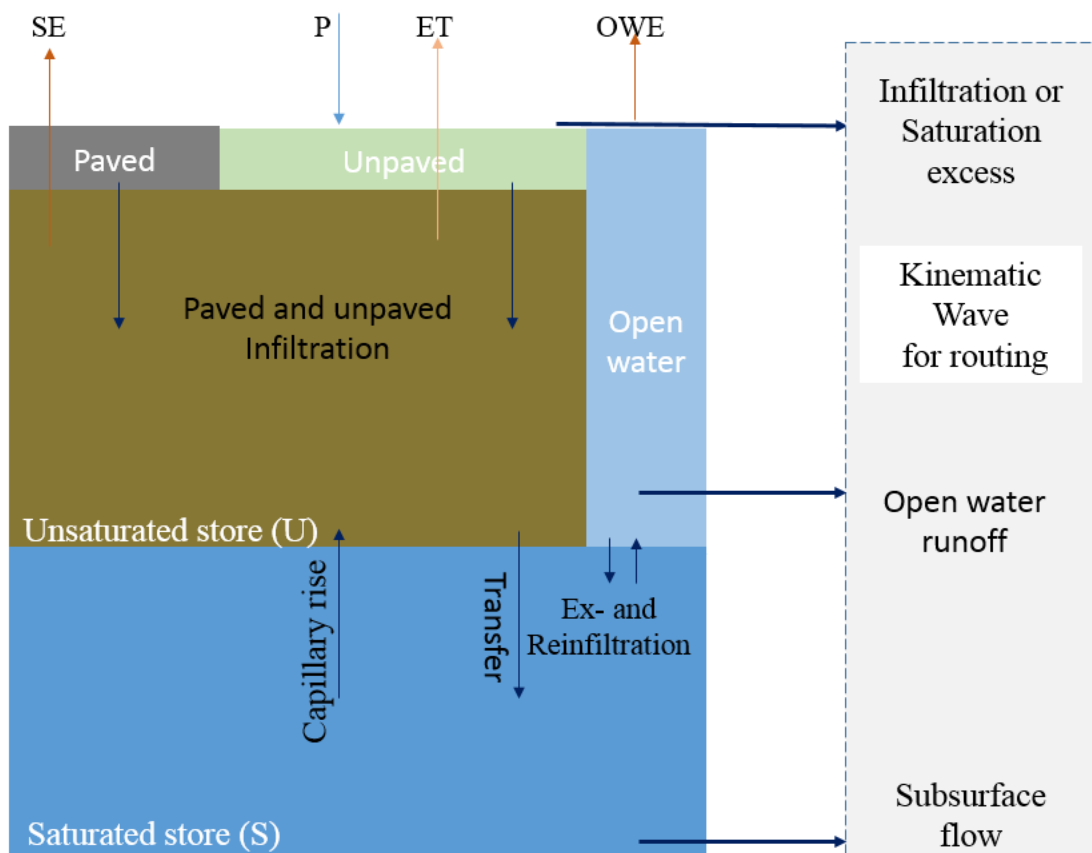 SE
P
ET
OWE
Paved
Unpaved
Paved and unpaved
Infiltration
Open
water
Unsaturated store (U)
Capillary rise
Transfer
Ex- and
Reinfiltration
Saturated store (S)
Infiltration or
Saturation
excess
Kinematic
Wave
for routing
Open water
runoff
Subsurface
flow